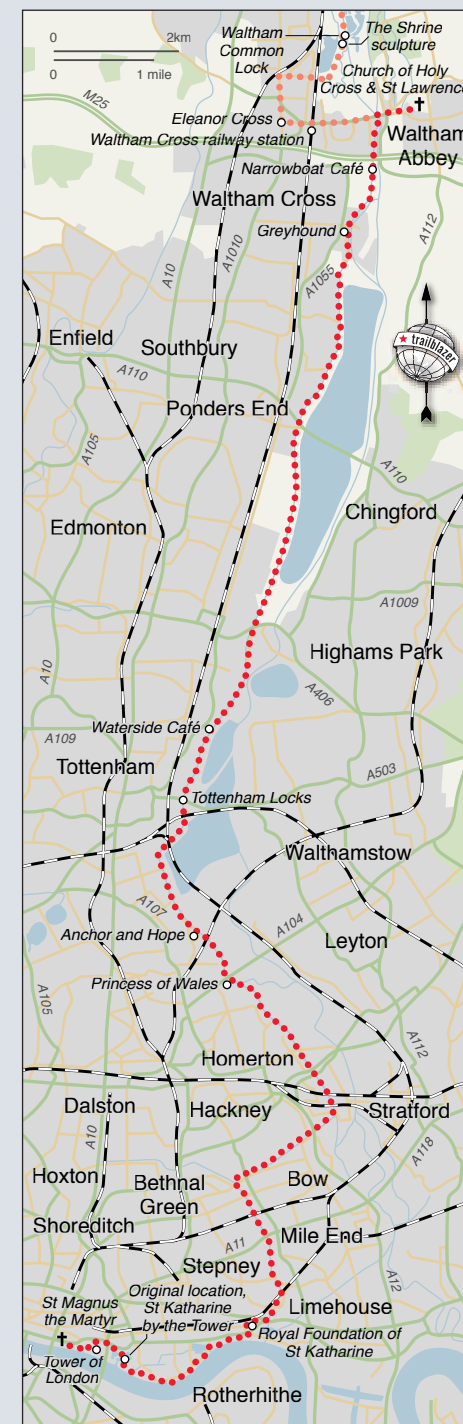 0
2km
0
1 mile
Waltham
Common
Lock
The Shrine
sculpture
Church of Holy
Cross & St Lawrence
M25
Eleanor Cross
Waltham Cross railway station
Waltham
Abbey
Narrowboat Café
Waltham Cross
A112
Greyhound
A10
A1010
A1055
trailblazer
Enfield
Southbury
A110
Ponders End
A105
A110
Chingford
Edmonton
A1009
Highams Park
A10
A406
Waterside Café
A109
A503
Tottenham
Tottenham Locks
Walthamstow
A107
A104
Anchor and Hope
Leyton
Princess of Wales
A105
A112
Homerton
Dalston
Hackney
Stratford
A10
A118
Hoxton
Bethnal
Green
Bow
Shoreditch
A11
Mile End
Stepney
A12
St Magnus
the Martyr
Original location,
St Katharine
by the Tower
Limehouse
Tower of
London
Royal Foundation of
St Katharine
Rotherhithe